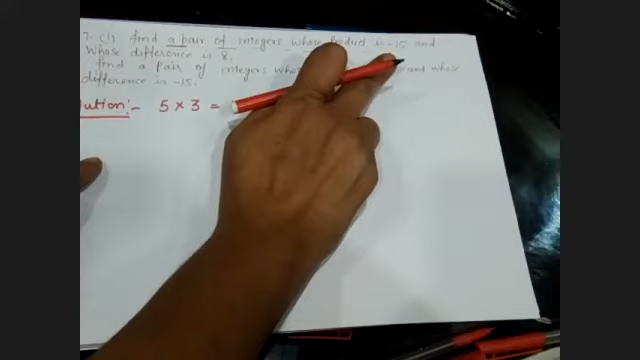 7. (i) find a pair of integers whose product is -15 and
whose difference is 8.
find a pair of integers and whose
difference is -15.
lution:- 5 × 3 =